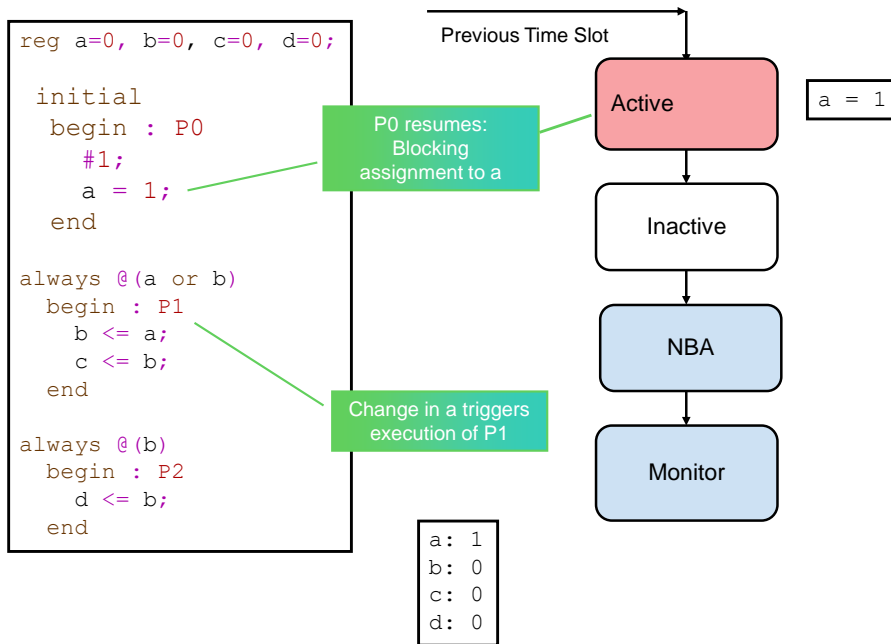 reg a=0, b=0, c=0, d=0;
initial
begin : P0
#1;
a = 1;
end
always @(a or b)
begin : P1
b <= a;
c <= b;
end
always @(b)
begin : P2
d <= b;
end
P0 resumes:
Blocking
assignment to a
Change in a triggers
execution of P1
Previous Time Slot
Active
a = 1
Inactive
NBA
Monitor
a: 1
b: 0
c: 0
d: 0